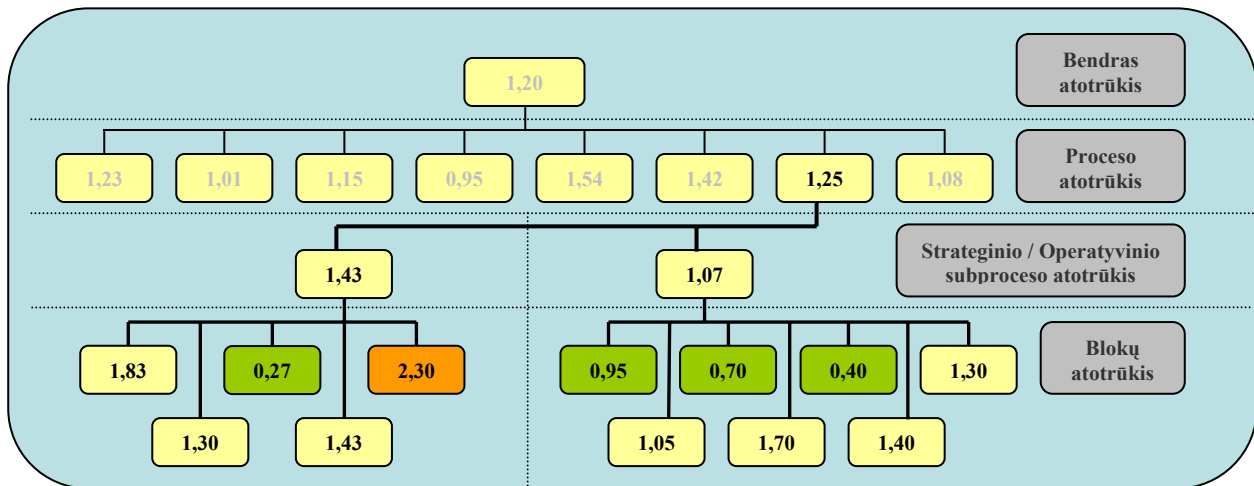 Bendras
atotrūkis
1,20
1,23
1,01
1,15
0,95
1,54
1,42
1,25
1,08
Proceso
atotrūkis
1,43
1,07
Strateginio / Operatyvinio
subproceso atotrūkis
1,83
0,27
2,30
0,95
0,70
0,40
1,30
Blokų
atotrūkis
1,30
1,43
1,05
1,70
1,40